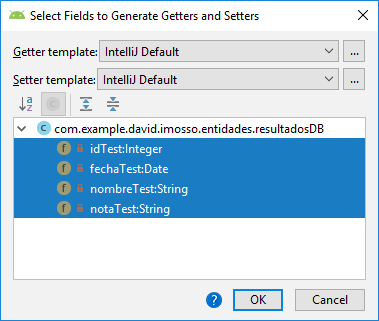 Select Fields to Generate Getters and Setters
Getter template: IntelliJ Default ...
Setter template: IntelliJ Default ...
com.example.david.imosso.entidades.resultadosDB
idTest:Integer
fechaTest:Date
nombreTest:String
notaTest:String
? OK Cancel